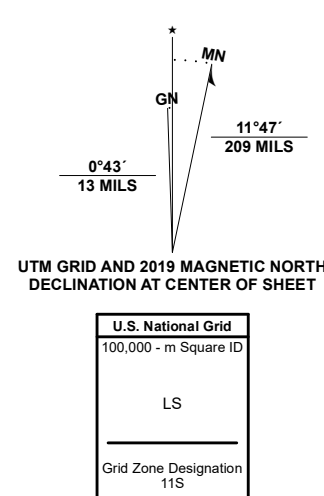 ★
MN
GN
11°47´
209 MILS
0°43´
13 MILS
UTM GRID AND 2019 MAGNETIC NORTH
DECLINATION AT CENTER OF SHEET
U.S. National Grid
100,000 - m Square ID
LS
Grid Zone Designation
11S